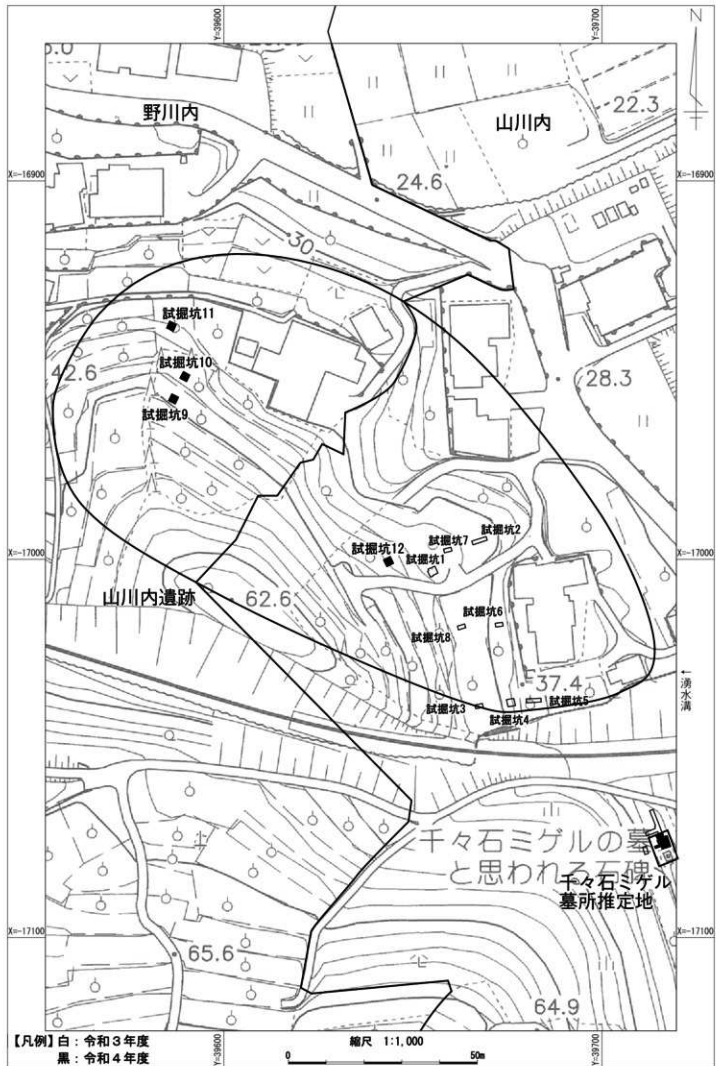 Y=39600
Y=39700
N
野川内
山川内
22.3
X=-16900
24.6
30
試掘坑11
試掘坑10
42.6
試掘坑9
28.3
試掘坑7
試掘坑2
X=-17000
試掘坑12
試掘坑1
X=-17000
山川内遺跡
62.6
試掘坑6
試掘坑8
37.4
←湧水溝
試掘坑3
試掘坑4
試掘坑5
千々石ミゲルの墓
と思われる石碑
千々石ミゲル
墓所推定地
X=-17100
65.6
X=-17100
64.9
【凡例】白:令和3年度
黒:令和4年度
縮尺 1:1,000
0
50m
Y=39600
Y=39700
X=-16900